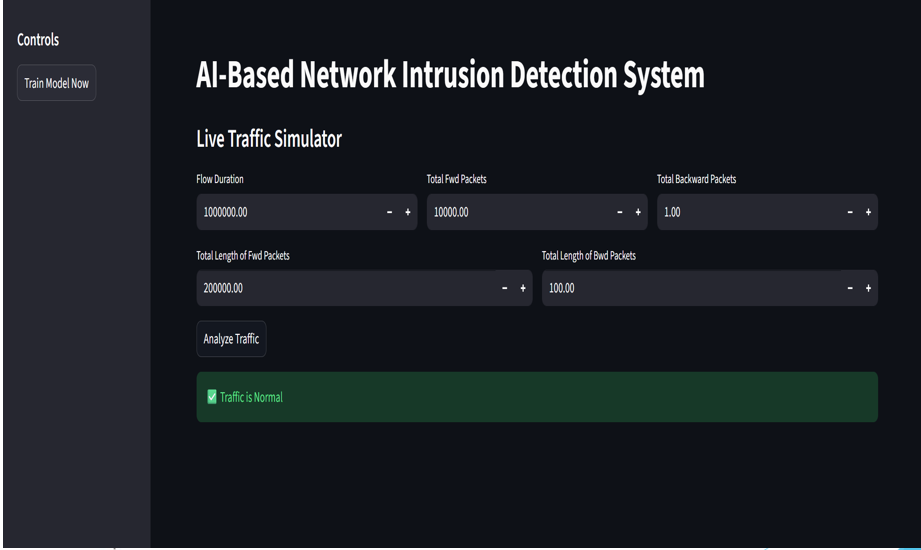 Controls
Train Model Now
AI-Based Network Intrusion Detection System
Live Traffic Simulator
Flow Duration
Total Fwd Packets
Total Backward Packets
1000000.00 − +
10000.00 − +
1.00 − +
Total Length of Fwd Packets
Total Length of Bwd Packets
200000.00 − +
100.00 − +
Analyze Traffic
✅ Traffic is Normal